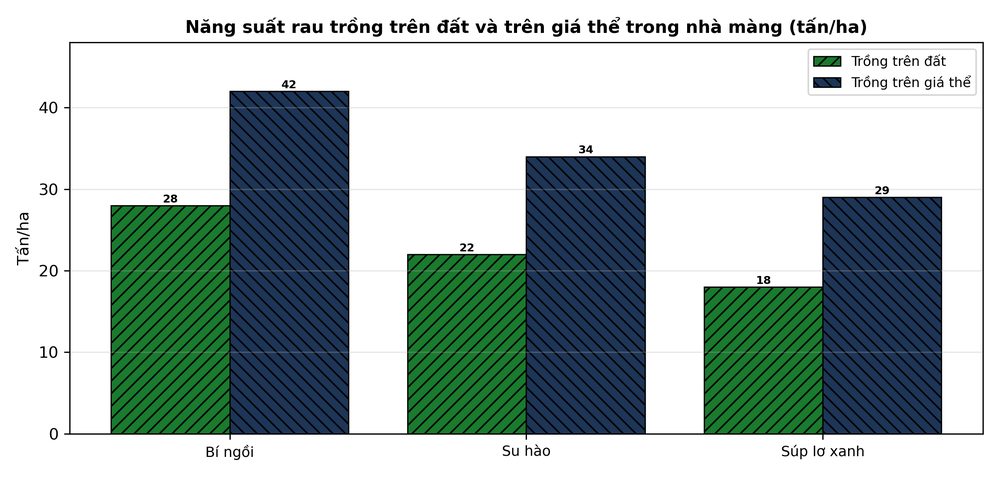 Năng suất rau trồng trên đất và trên giá thể trong nhà màng (tấn/ha)
Trồng trên đất
Trồng trên giá thể
Tấn/ha
40
30
20
10
0
28
42
22
34
18
29
Bí ngồi
Su hào
Súp lơ xanh